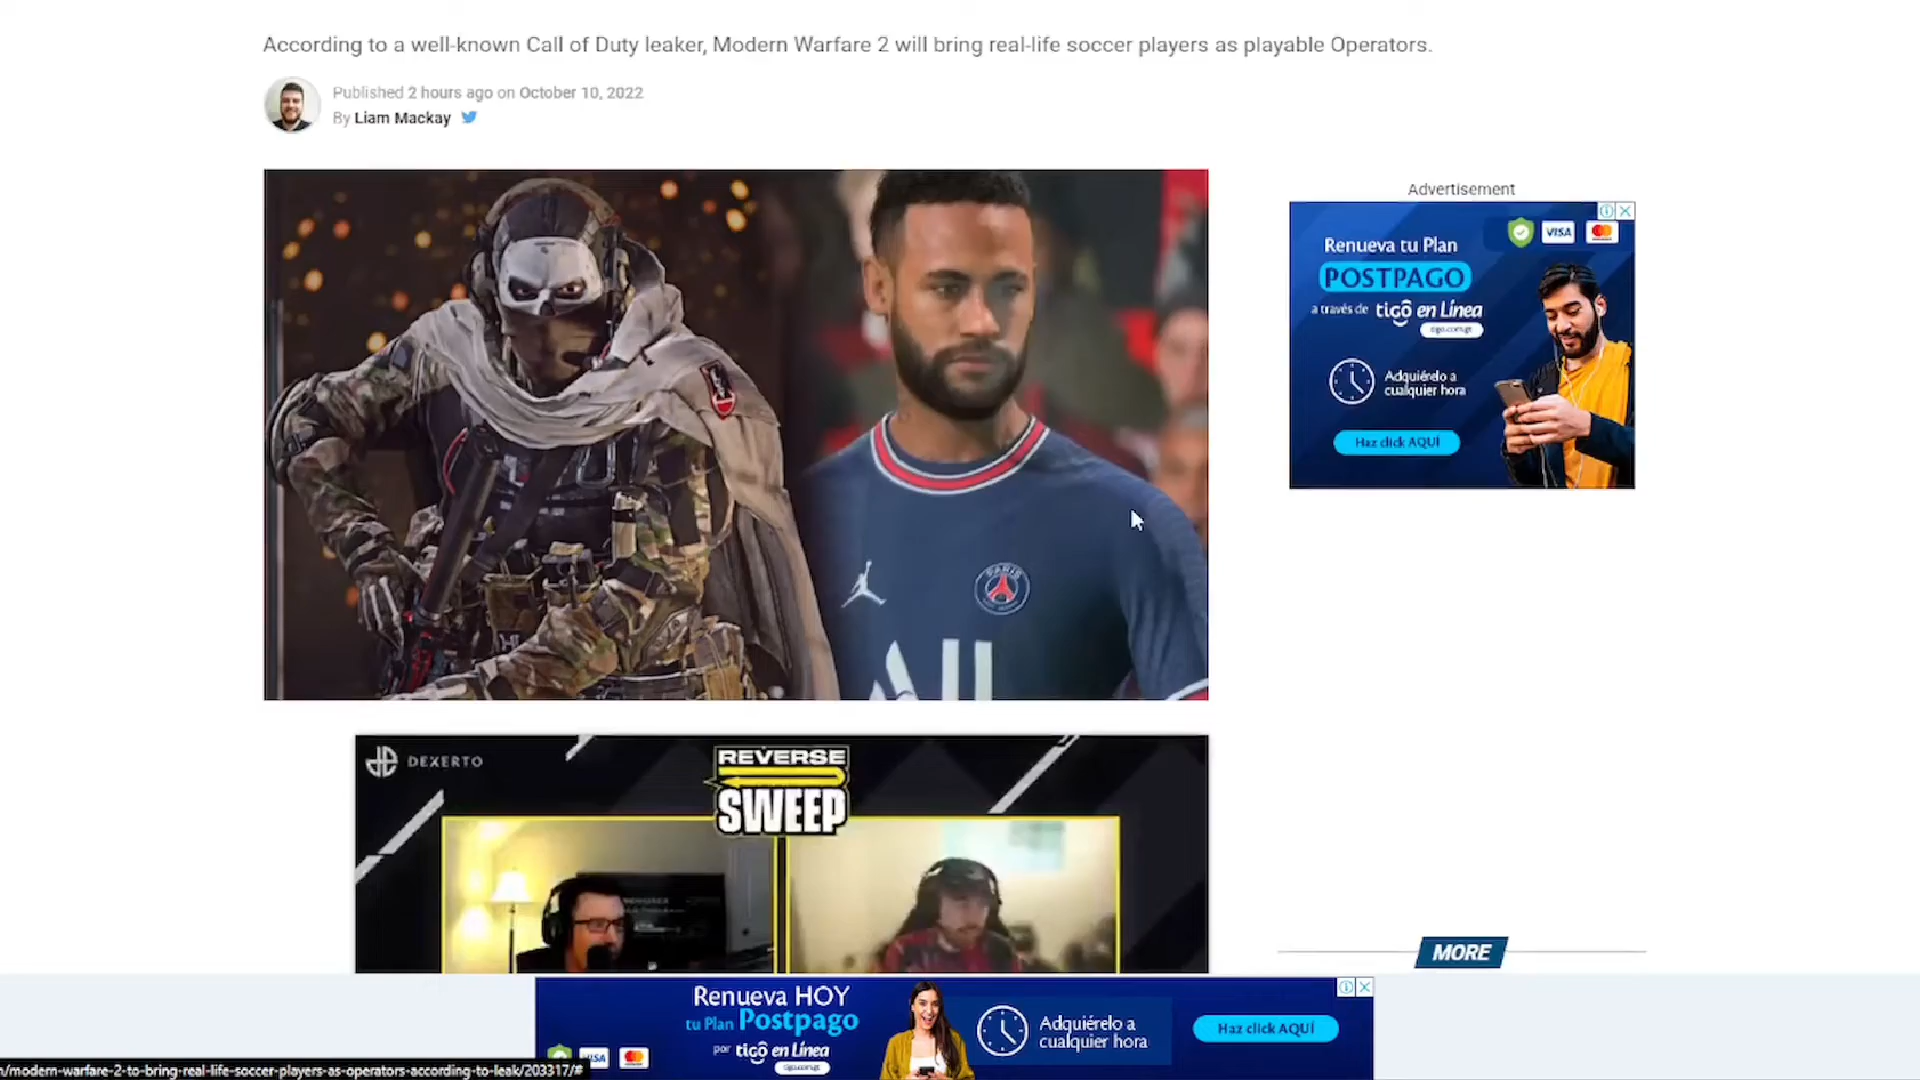 According to a well-known Call of Duty leaker, Modern Warfare 2 will bring real-life soccer players as playable Operators.
Published 2 hours ago on October 10, 2022
By Liam Mackay
PARIS
ALL
Advertisement
VISA
Renueva tu Plan
POSTPAGO
a través de tigo en Línea
Adquiérelo a
cualquier hora
Haz click AQUÍ
DEXERTO
REVERSE
SWEEP
MORE
Renueva HOY
tu Plan Postpago
por tigo en Línea
VISA
Adquiérelo a
cualquier hora
Haz click AQUÍ
/modern-warfare-2-to-bring-real-life-soccer-players-as-operators-according-to-leak/203317/#